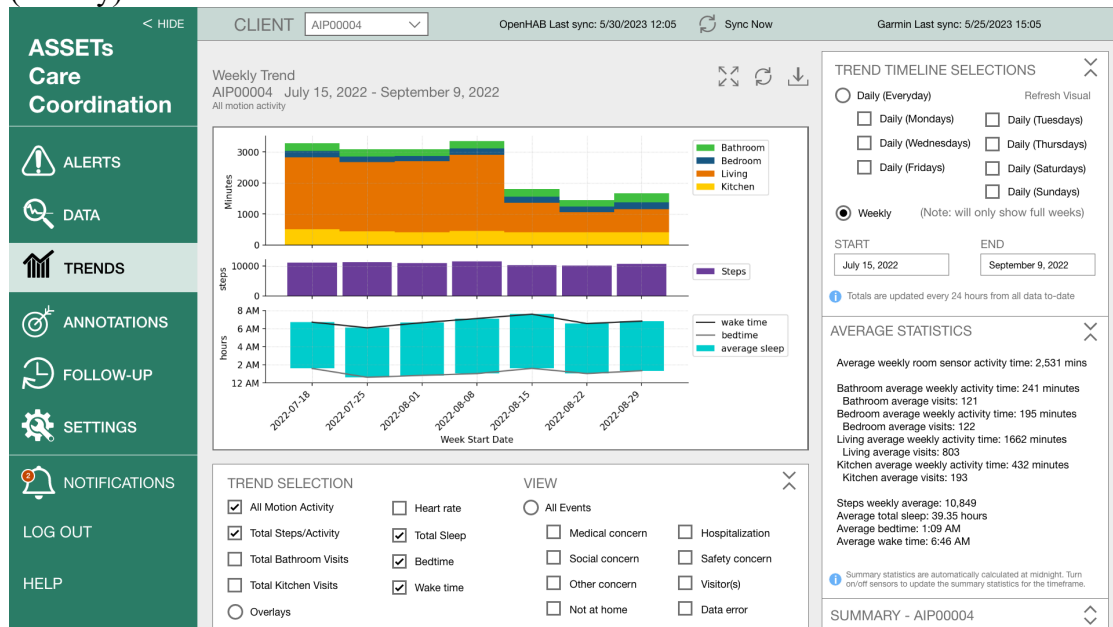 < HIDE
ASSETs
Care
Coordination
ALERTS
DATA
TRENDS
ANNOTATIONS
FOLLOW-UP
SETTINGS
2
NOTIFICATIONS
LOG OUT
HELP
CLIENT AIP00004 OpenHAB Last sync: 5/30/2023 12:05 Sync Now Garmin Last sync: 5/25/2023 15:05
Weekly Trend
AIP00004 July 15, 2022 - September 9, 2022
All motion activity
Minutes
3000
2000
1000
0
Bathroom
Bedroom
Living
Kitchen
steps
10000
0
Steps
hours
8 AM
6 AM
4 AM
2 AM
12 AM
wake time
bedtime
average sleep
2022-07-18 2022-07-25 2022-08-01 2022-08-08 2022-08-15 2022-08-22 2022-08-29
Week Start Date
TREND SELECTION
All Motion Activity Heart rate
Total Steps/Activity Total Sleep
Total Bathroom Visits Bedtime
Total Kitchen Visits Wake time
Overlays
VIEW
All Events
Medical concern Hospitalization
Social concern Safety concern
Other concern Visitor(s)
Not at home Data error
TREND TIMELINE SELECTIONS
Daily (Everyday) Refresh Visual
Daily (Mondays) Daily (Tuesdays)
Daily (Wednesdays) Daily (Thursdays)
Daily (Fridays) Daily (Saturdays)
Daily (Sundays)
Weekly (Note: will only show full weeks)
START END
July 15, 2022 September 9, 2022
Totals are updated every 24 hours from all data to-date
AVERAGE STATISTICS
Average weekly room sensor activity time: 2,531 mins
Bathroom average weekly activity time: 241 minutes
Bathroom average visits: 121
Bedroom average weekly activity time: 195 minutes
Bedroom average visits: 122
Living average weekly activity time: 1662 minutes
Living average visits: 803
Kitchen average weekly activity time: 432 minutes
Kitchen average visits: 193
Steps weekly average: 10,849
Average total sleep: 39.35 hours
Average bedtime: 1:09 AM
Average wake time: 6:46 AM
Summary statistics are automatically calculated at midnight. Turn
on/off sensors to update the summary statistics for the timeframe.
SUMMARY - AIP00004